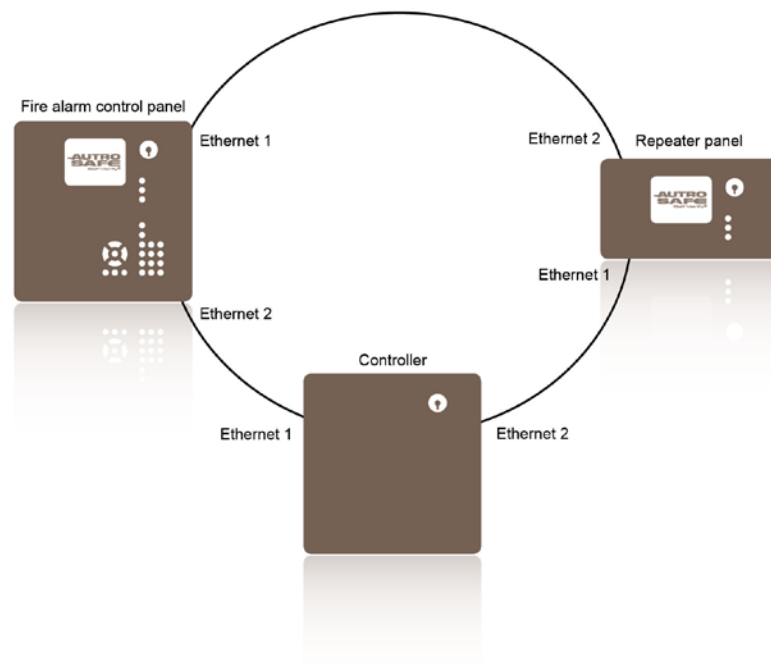 Fire alarm control panel
Ethernet 1
AUTRO
SAFE
Ethernet 2
Repeater panel
AUTRO
SAFE
Ethernet 1
Ethernet 2
Controller
Ethernet 1
Ethernet 2